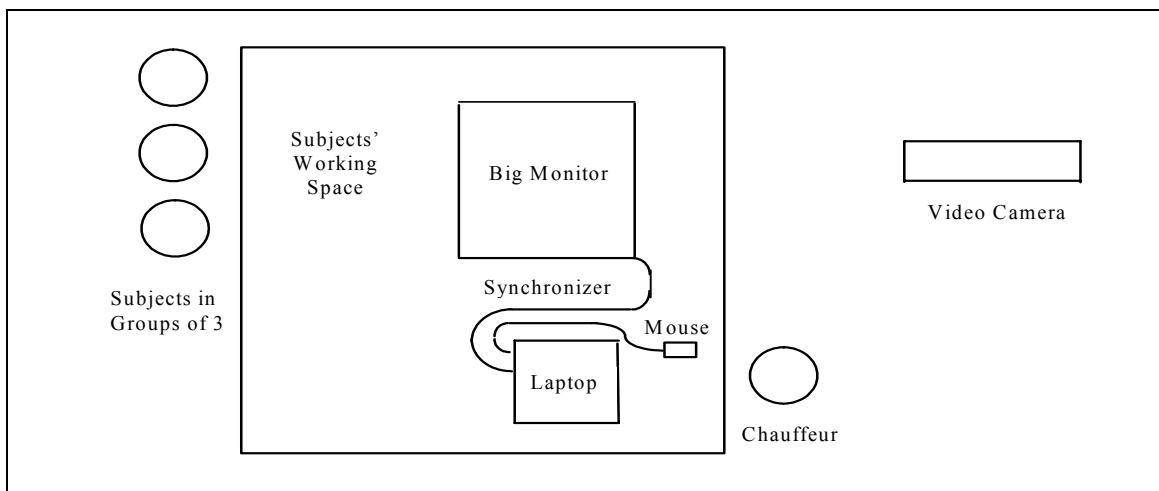 Subjects'
Working
Space
Big Monitor
Video Camera
Synchronizer
Subjects in
Groups of 3
Mouse
Laptop
Chauffeur